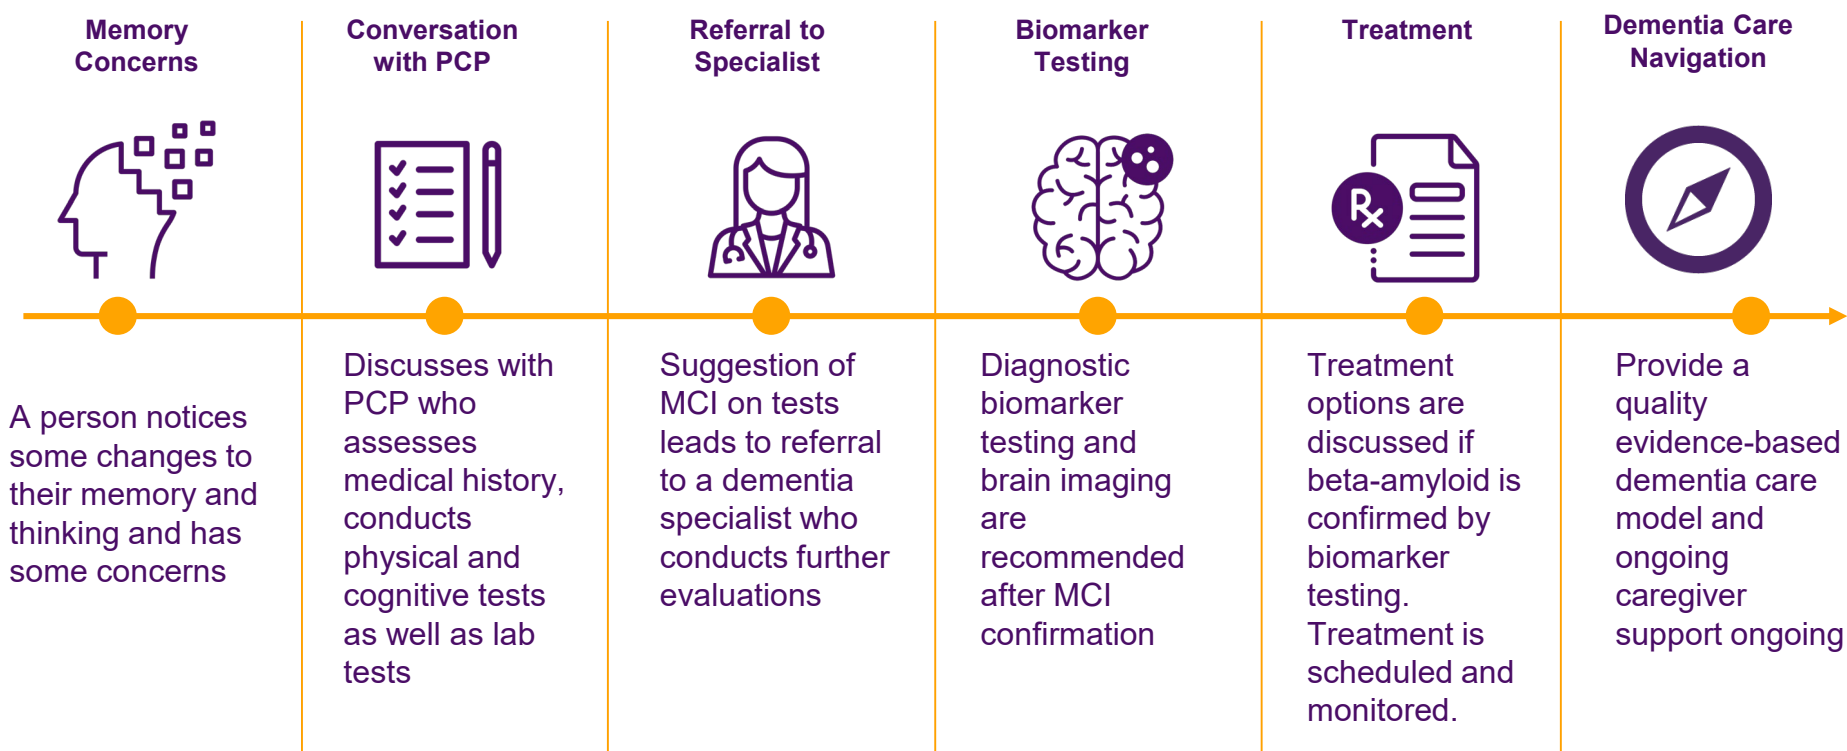 Memory
Concerns
Conversation
with PCP
Referral to
Specialist
Biomarker
Testing
Treatment
Dementia Care
Navigation
Rx
A person notices
some changes to
their memory and
thinking and has
some concerns
Discusses with
PCP who
assesses
medical history,
conducts
physical and
cognitive tests
as well as lab
tests
Suggestion of
MCI on tests
leads to referral
to a dementia
specialist who
conducts further
evaluations
Diagnostic
biomarker
testing and
brain imaging
are
recommended
after MCI
confirmation
Treatment
options are
discussed if
beta-amyloid is
confirmed by
biomarker
testing.
Treatment is
scheduled and
monitored.
Provide a
quality
evidence-based
dementia care
model and
ongoing
caregiver
support ongoing